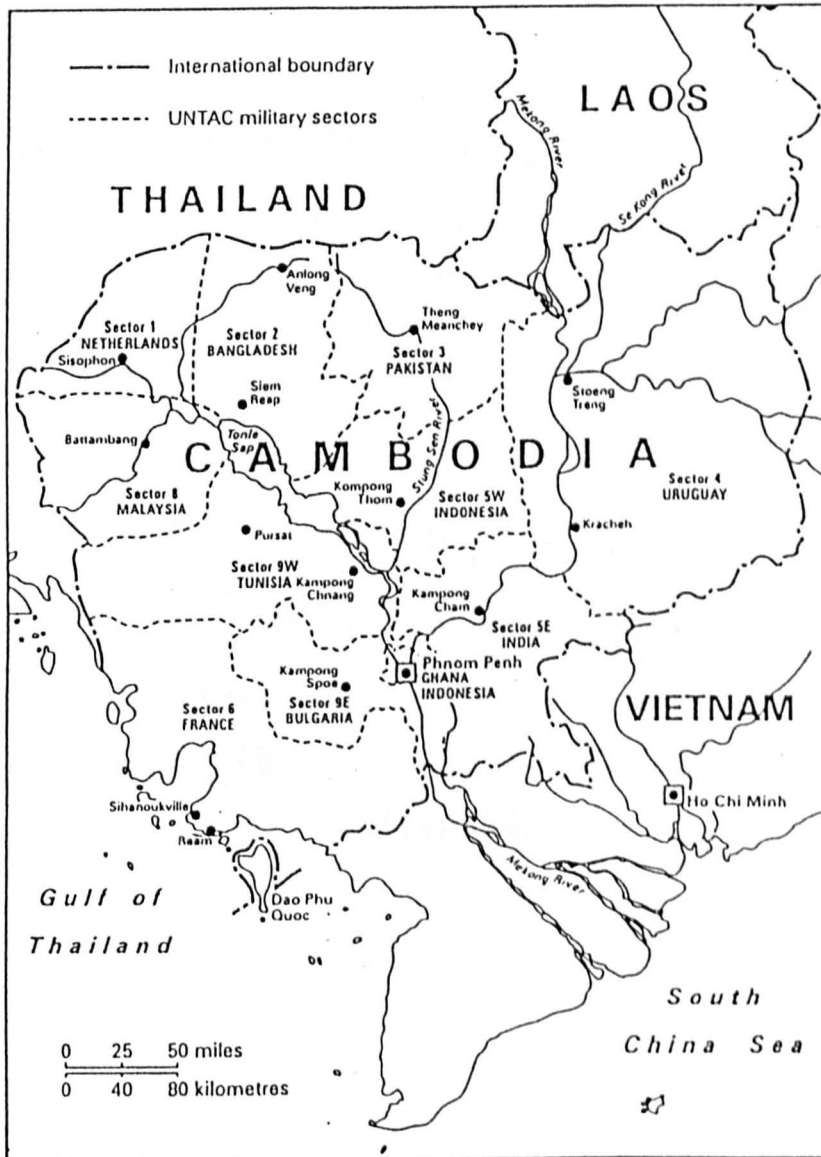 International boundary
UNTAC military sectors
LAOS
Mekong River
Se Kong River
THAILAND
Anlong
Veng
Theng
Meanchey
Sector 1
NETHERLANDS
Sisophon
Sector 2
BANGLADESH
Sector 3
PAKISTAN
Siem
Reap
Stoeng
Treng
Battambang
Tonle
Sap
CAMBODIA
Stung Sen River
Sector 4
URUGUAY
Sector 8
MALAYSIA
Kompong
Thom
Sector 5W
INDONESIA
Pursat
Kracheh
Sector 9W
TUNISIA
Kampong
Chnang
Kampong
Cham
Sector 5E
INDIA
Phnom Penh
GHANA
INDONESIA
Kampong
Spoe
Sector 9E
BULGARIA
Sector 6
FRANCE
VIETNAM
Sihanoukville
Ream
Ho Chi Minh
Mekong River
Dao Phu
Quoc
Gulf of
Thailand
South
China Sea
0 25 50 miles
0 40 80 kilometres